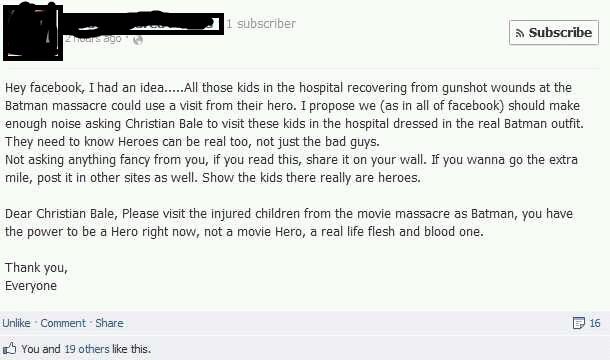 1 subscriber
Subscribe
2 hours ago
Hey facebook, I had an idea.....All those kids in the hospital recovering from gunshot wounds at the
Batman massacre could use a visit from their hero. I propose we (as in all of facebook) should make
enough noise asking Christian Bale to visit these kids in the hospital dressed in the real Batman outfit.
They need to know Heroes can be real too, not just the bad guys.
Not asking anything fancy from you, if you read this, share it on your wall. If you wanna go the extra
mile, post it in other sites as well. Show the kids there really are heroes.
Dear Christian Bale, Please visit the injured children from the movie massacre as Batman, you have
the power to be a Hero right now, not a movie Hero, a real life flesh and blood one.
Thank you,
Everyone
Unlike · Comment · Share
16
You and 19 others like this.